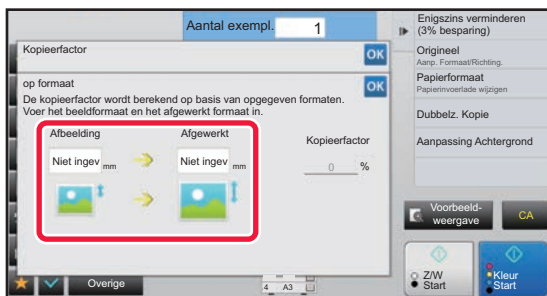 Aantal exempl. 1
Kopieerfactor
OK
op formaat
OK
De kopieerfactor wordt berekend op basis van opgegeven formaten.
Voer het beeldformaat en het afgewerkt formaat in.
Afbeelding
Afgewerkt
Kopieerfactor
Niet ingev mm
Niet ingev mm
0 %
Overige
4 A3
Enigszins verminderen
(3% besparing)
Origineel
Aanp. Formaat/Richting.
Papierformaat
Papierinvoerlade wijzigen
Dubbelz. Kopie
Aanpassing Achtergrond
Voorbeeld-
weergave
CA
Z/W
Start
Kleur
Start